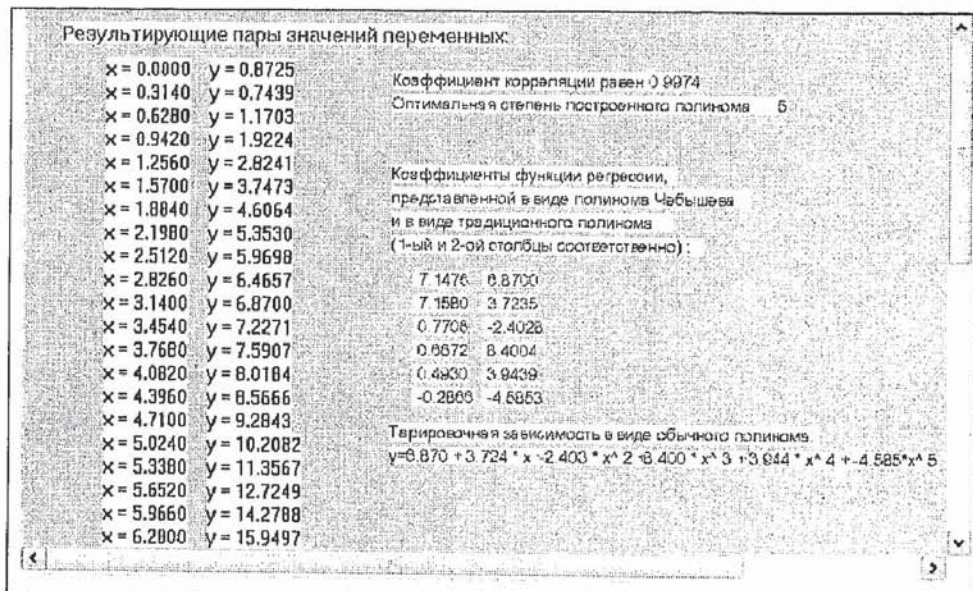 Результирующие пары значений переменных:
x = 0.0000 y = 0.8725
x = 0.3140 y = 0.7439
x = 0.6280 y = 1.1703
x = 0.9420 y = 1.9224
x = 1.2560 y = 2.8241
x = 1.5700 y = 3.7473
x = 1.8840 y = 4.6064
x = 2.1980 y = 5.3530
x = 2.5120 y = 5.9698
x = 2.8260 y = 6.4657
x = 3.1400 y = 6.8700
x = 3.4540 y = 7.2271
x = 3.7680 y = 7.5907
x = 4.0820 y = 8.0184
x = 4.3960 y = 8.5666
x = 4.7100 y = 9.2843
x = 5.0240 y = 10.2082
x = 5.3380 y = 11.3567
x = 5.6520 y = 12.7249
x = 5.9660 y = 14.2788
x = 6.2800 y = 15.9497
Коэффициент корреляции равен 0.9974
Оптимальная степень построенного полинома 5
Коэффициенты функции регрессии,
представленной в виде полинома Чебышева
и в виде традиционного полинома
(1-ый и 2-ой столбцы соответственно) :
7.1476 6.8700
7.1580 3.7235
0.7706 -2.4028
0.6672 8.4004
0.4930 3.9439
-0.2866 -4.5853
Тарировочная зависимость в виде обычного полинома:
y=6.870 +3.724 * x -2.403 * x^ 2 +8.400 * x^ 3 +3.944 * x^ 4 +-4.585*x^ 5